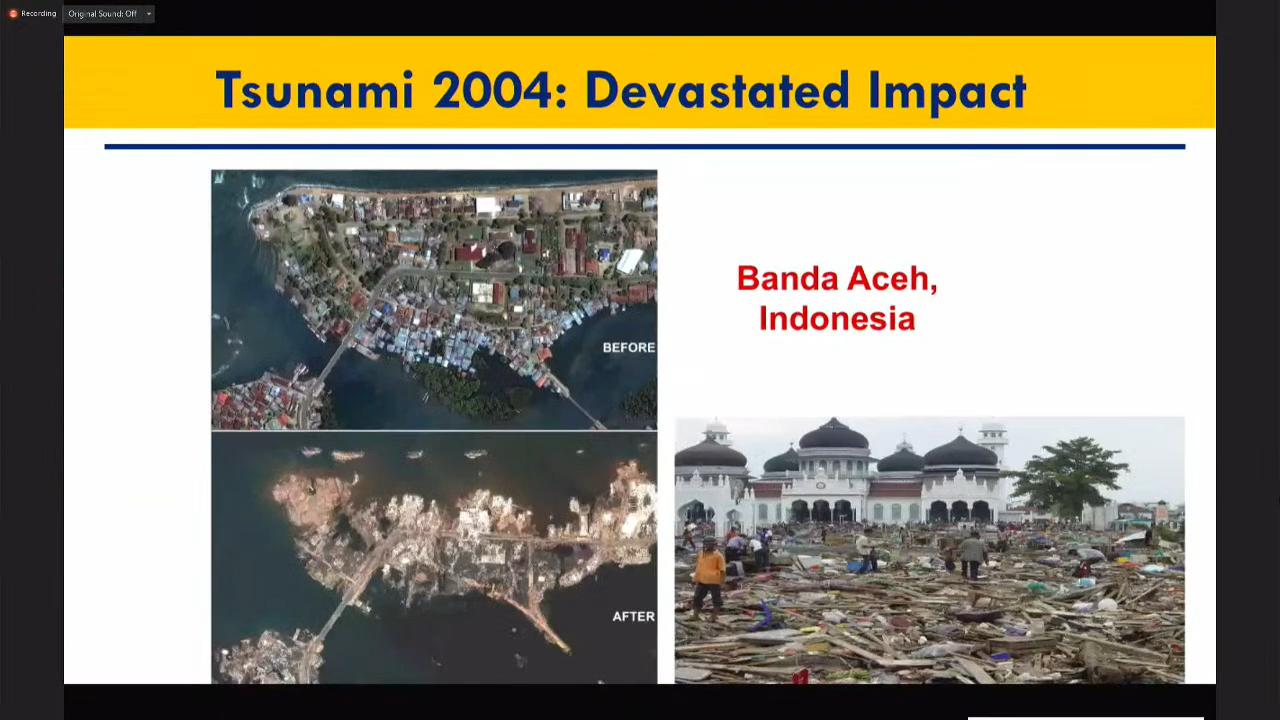 Recording
Original Sound: Off
Tsunami 2004: Devastated Impact
BEFORE
Banda Aceh,
Indonesia
AFTER